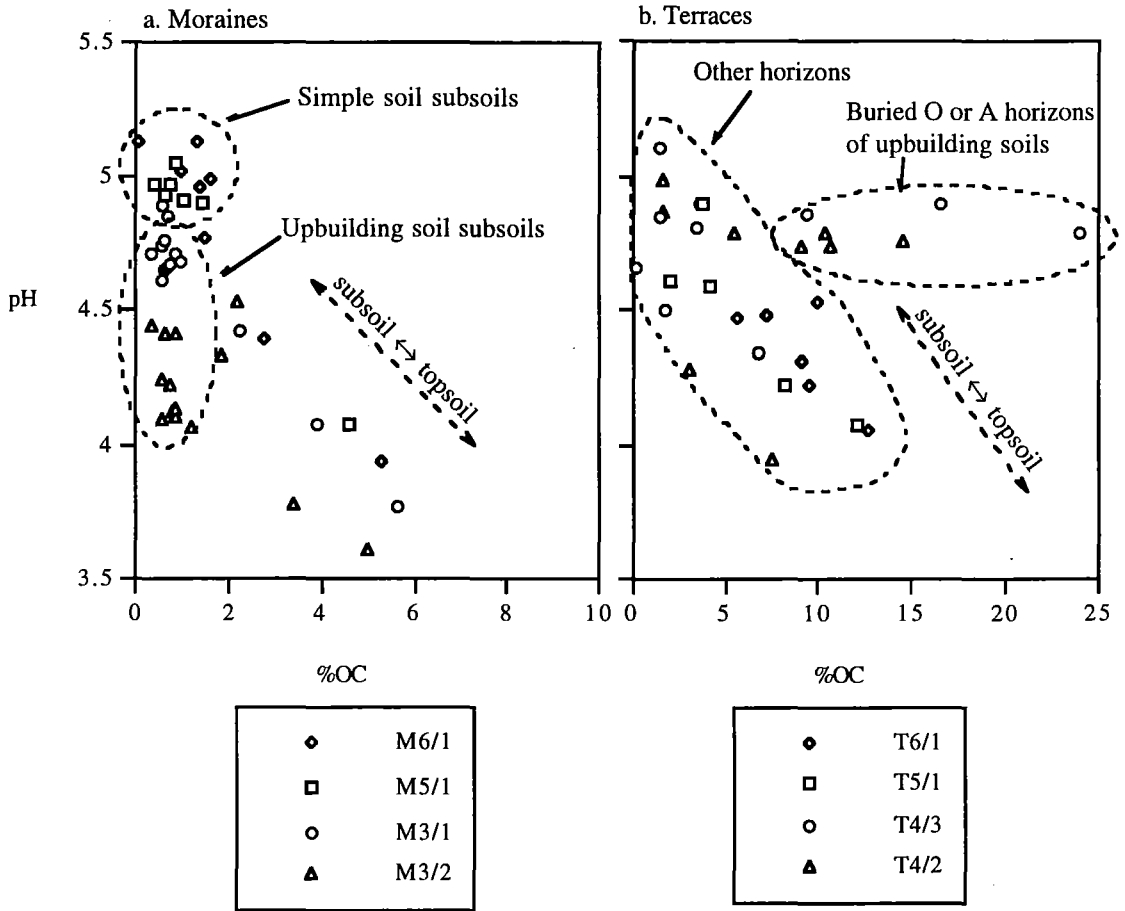 a. Moraines
b. Terraces
5.5
5
4.5
4
3.5
pH
Simple soil subsoils
Upbuilding soil subsoils
subsoil ↔ topsoil
0 2 4 6 8 10
%OC
Other horizons
Buried O or A horizons
of upbuilding soils
subsoil ↔ topsoil
0 5 10 15 20 25
%OC
M6/1
M5/1
M3/1
M3/2
T6/1
T5/1
T4/3
T4/2